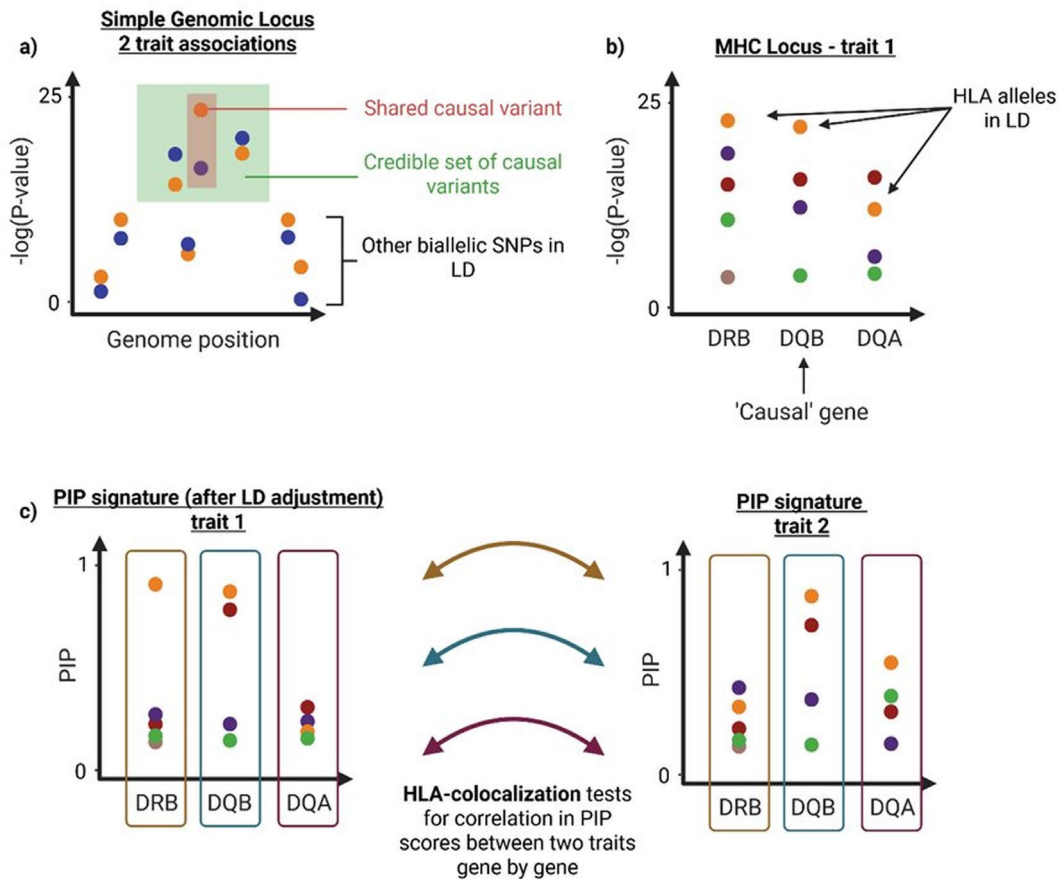 a)
Simple Genomic Locus
2 trait associations
25
0
-log(P-value)
Genome position
Shared causal variant
Credible set of causal
variants
Other biallelic SNPs in
LD
b)
MHC Locus - trait 1
25
0
-log(P-value)
HLA alleles
in LD
DRB
DQB
DQA
'Causal' gene
c)
PIP signature (after LD adjustment)
trait 1
1
0
PIP
DRB
DQB
DQA
HLA-colocalization tests
for correlation in PIP
scores between two traits
gene by gene
PIP signature
trait 2
1
0
PIP
DRB
DQB
DQA